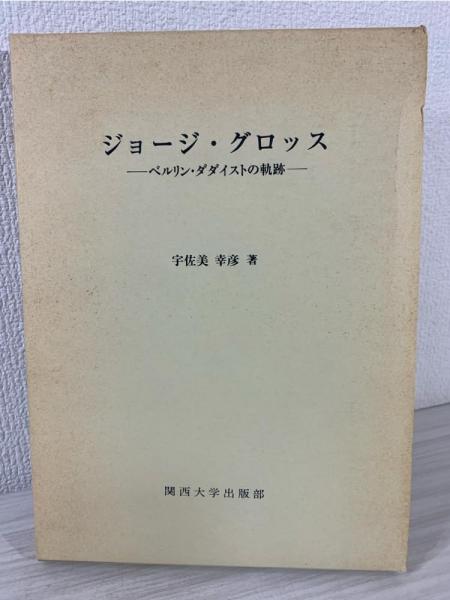 ジョージ・グロッス
―ベルリン・ダダイストの軌跡―
宇佐美 幸彦 著
関西大学出版部